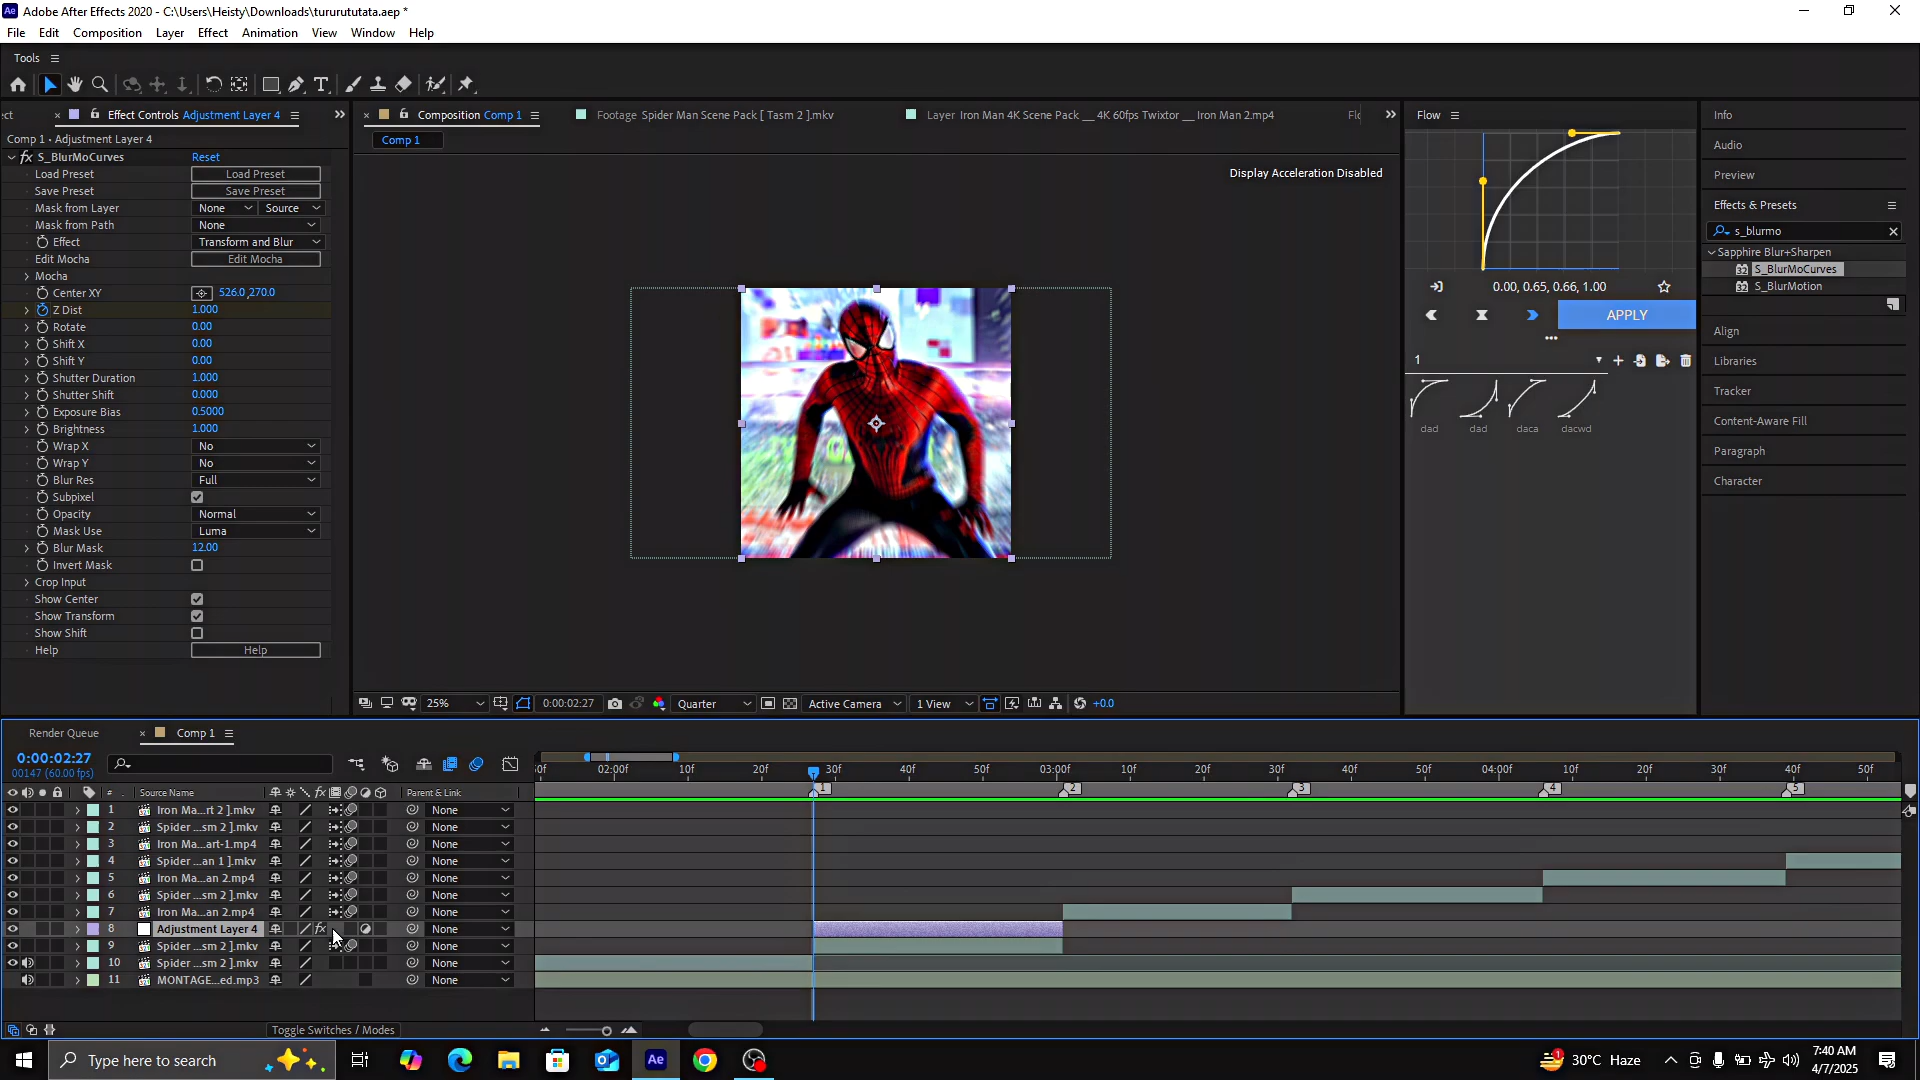 Ae Adobe After Effects 2020 - C:\Users\Heisty\Downloads\tururututata.aep *
File Edit Composition Layer Effect Animation View Window Help
Tools
ct Effect Controls Adjustment Layer 4
Composition Comp 1
Footage Spider Man Scene Pack [ Tasm 2 ].mkv
Layer Iron Man 4K Scene Pack __ 4K 60fps Twixtor __ Iron Man 2.mp4
Flc
Comp 1
Comp 1 • Adjustment Layer 4
fx S_BlurMoCurves Reset
Load Preset Load Preset
Save Preset Save Preset
Mask from Layer None Source
Mask from Path None
Effect Transform and Blur
Edit Mocha Edit Mocha
Mocha
Center XY 526.0,270.0
Z Dist 1.000
Rotate 0.00
Shift X 0.00
Shift Y 0.00
Shutter Duration 1.000
Shutter Shift 0.000
Exposure Bias 0.5000
Brightness 1.000
Wrap X No
Wrap Y No
Blur Res Full
Subpixel
Opacity Normal
Mask Use Luma
Blur Mask 12.00
Invert Mask
Crop Input
Show Center
Show Transform
Show Shift
Help Help
Display Acceleration Disabled
25% 0:00:02:27 Quarter Active Camera 1 View +0.0
Flow
0.00, 0.65, 0.66, 1.00
APPLY
1
dad dad daca dacwd
Info
Audio
Preview
Effects & Presets
s_blurmo
Sapphire Blur+Sharpen
32 S_BlurMoCurves
32 S_BlurMotion
Align
Libraries
Tracker
Content-Aware Fill
Paragraph
Character
Render Queue Comp 1
0:00:02:27
00147 (60.00 fps)
50f 02:00f 10f 20f 30f 40f 50f 03:00f 10f 20f 30f 40f 50f 04:00f 10f 20f 30f 40f 50f
# Source Name fx Parent & Link
1 2 3 4 5
1 Iron Ma...rt 2 ].mkv None
2 Spider ...sm 2 ].mkv None
3 Iron Ma...art-1.mp4 None
4 Spider ...an 1 ].mkv None
5 Iron Ma...an 2.mp4 None
6 Spider ...sm 2 ].mkv None
7 Iron Ma...an 2.mp4 None
8 Adjustment Layer 4 fx None
9 Spider ...sm 2 ].mkv None
10 Spider ...sm 2 ].mkv None
11 MONTAGE...ed.mp3 None
Toggle Switches / Modes
Type here to search
Ae
1 30°C Haze
7:40 AM
4/7/2025